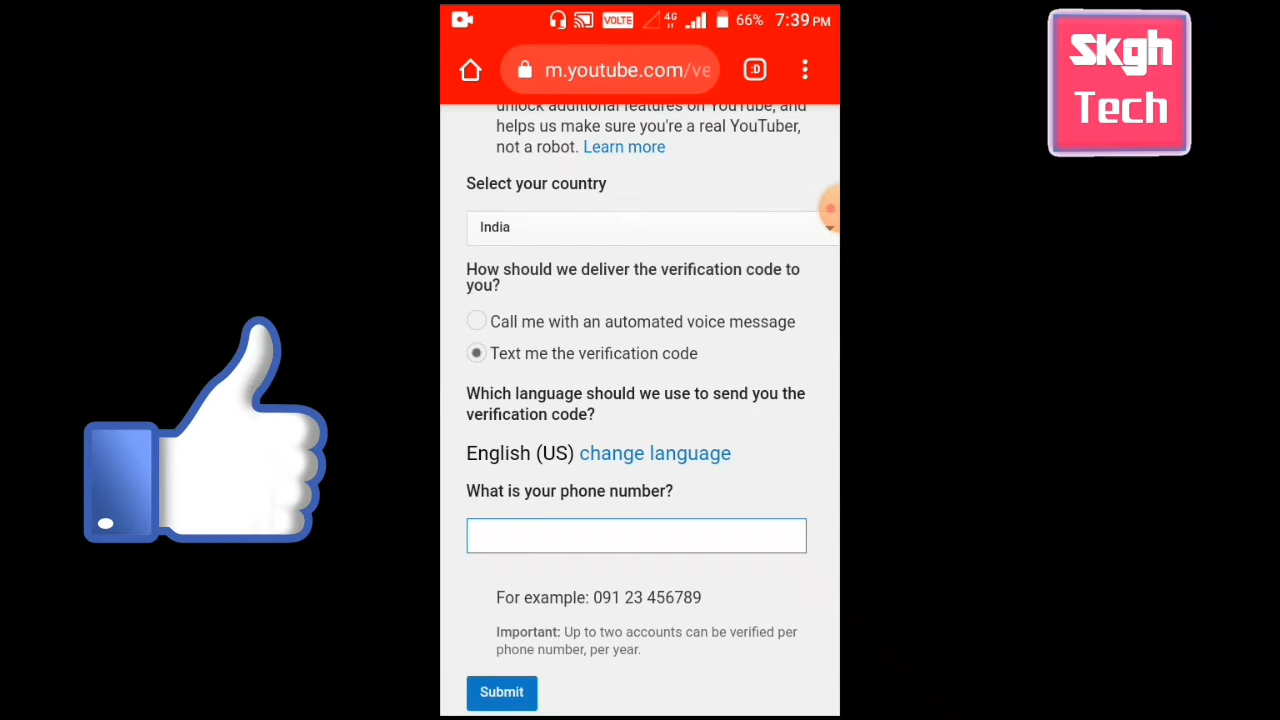 VOLTE 4G 66% 7:39 PM
m.youtube.com/ve :D
Skgh
Tech
unlock additional features on YouTube, and
helps us make sure you're a real YouTuber,
not a robot. Learn more
Select your country
India
How should we deliver the verification code to
you?
Call me with an automated voice message
Text me the verification code
Which language should we use to send you the
verification code?
English (US) change language
What is your phone number?
For example: 091 23 456789
Important: Up to two accounts can be verified per
phone number, per year.
Submit